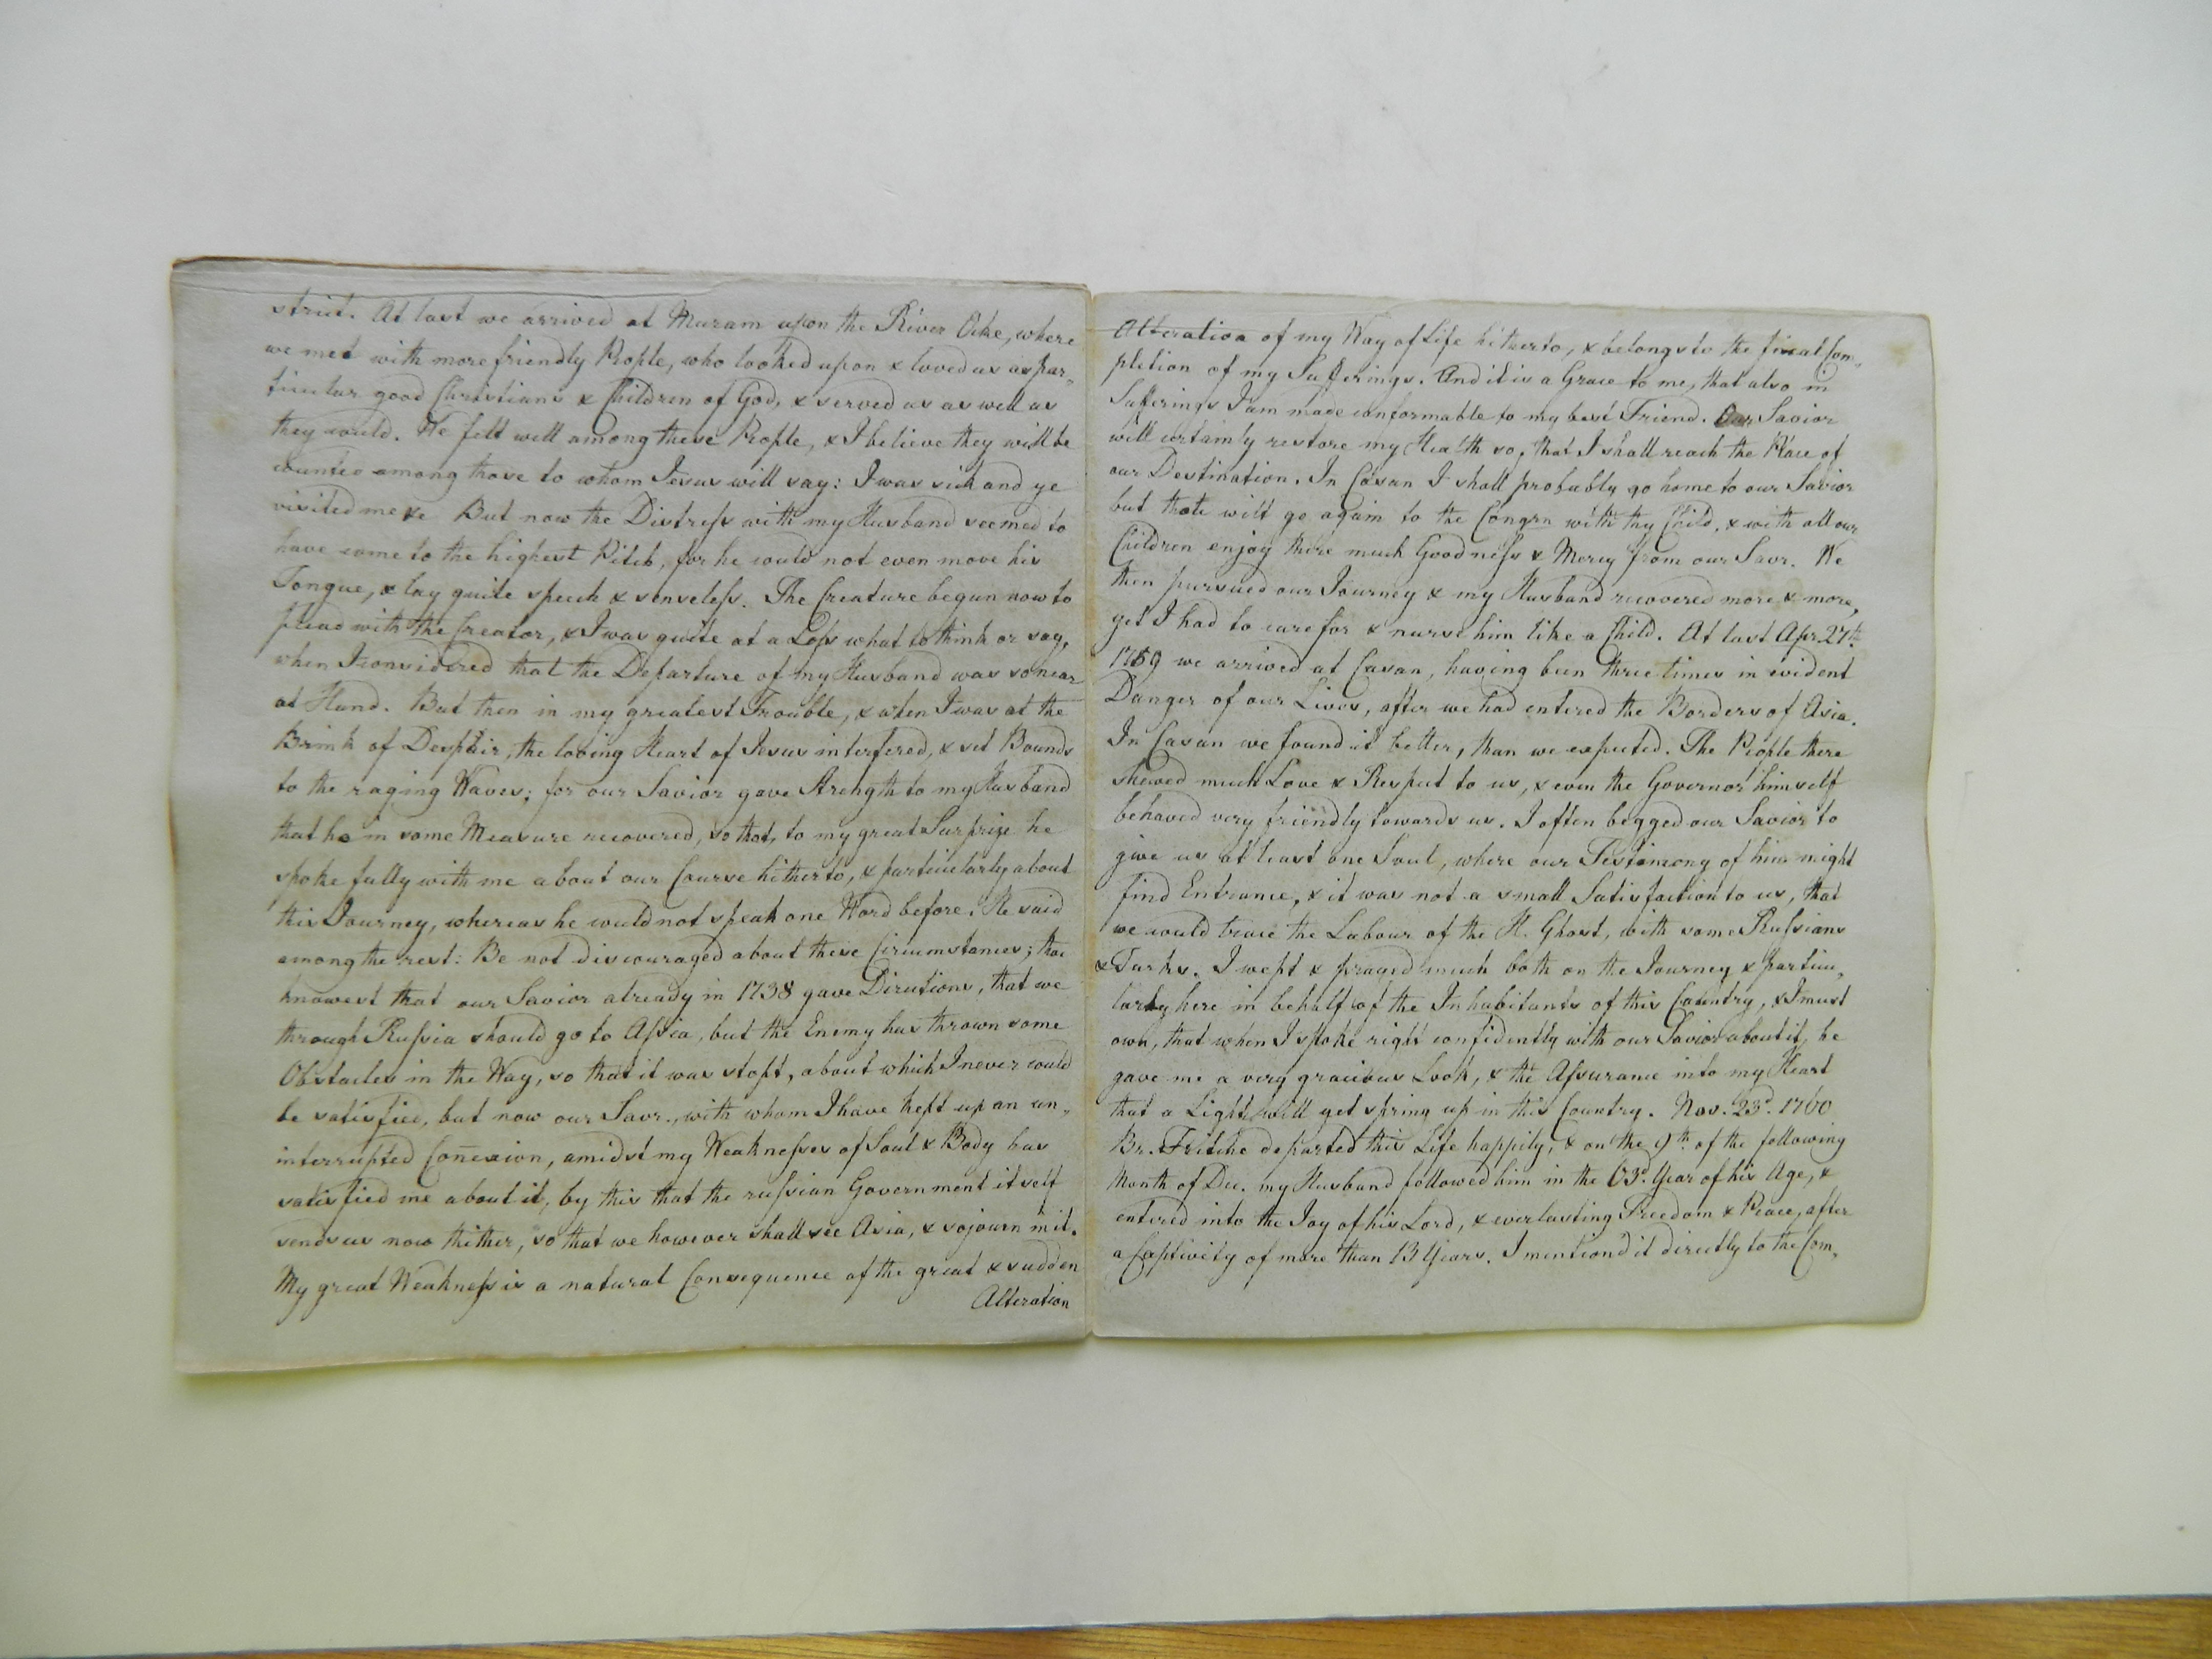 strict. At last we arrived at Muram upon the River Ocke, where
we met with more friendly People, who looked upon & loved us as par„
ticular good Christians & Children of God, & served us as well as
they could. We felt well among these People, & I believe they will be
counted among those to whom Jesus will say: I was sick and ye
visited me &c But now the Distreſs with my Husband seemed to
have come to the highest Pitch, for he could not even move his
Tongue, & lay quite speech & senseleſs. The Creature begun now to
plead with the Creator, & I was quite at a Loſs what to think or say,
when I considered that the Departure of my Husband was so near
at Hand. But then in my greatest Trouble, & when I was at the
Brink of Despair, the loving Heart of Jesus interfered, & set Bounds
to the raging Waves; for our Savior gave Strength to my Husband
that he in some Measure recovered, so that, to my great Surprize he
spoke fully with me about our Course hitherto, & particularly about
this Journey, whereas he could not speak one Word before. He said
among the rest: Be not discouraged about these Circumstances; thou
knowest that our Savior already in 1738 gave Directions, that we
through Ruſsia should go to Aſsia, but the Enemy has thrown some
Obstacles in the Way, so that it was stopt, about which I never could
be satisfied, but now our Savr., with whom I have kept up an un„
interrupted Coñexion, amidst my Weakneſses of Soul & Body has
satisfied me about it, by this that the ruſsian Government itself
sends us now thither, so that we however shall see Asia, & sojourn in it.
My great Weakneſs is a natural Consequence of the great & sudden
Alteration
Alteration of my Way of Life hitherto, & belongs to the final Com„
pletion of my Sufferings. And it is a Grace to me, that also in
Sufferings I am made conformable to my best Friend. Our Savior
will certainly restore my Health so, that I shall reach the Place of
our Destination. In Casan I shall probably go home to our Savior
but thou wilt go again to the Congrn with thy Child, & with all our
Children enjoy there much Goodneſs & Mercy from our Savr. We
then pursued our Journey & my Husband recovered more & more,
yet I had to care for & nurse him like a Child. At last Apr. 27th.
1759 we arrived at Casan, having been three times in evident
Danger of our Lives, after we had entered the Borders of Asia.
In Casan we found it better, than we expected. The People there
shewed much Love & Respect to us, & even the Governor himself
behaved very friendly towards us. I often begged our Savior to
give us at least one Soul, where our Testimony of him might
find Entrance, & it was not a small Satisfaction to us, that
we could trace the Labour of the H. Ghost, with some Ruſsians
& Turks. I wept & prayed much both on the Journey & particu„
larly here in behalf of the Inhabitants of this Country, & I must
own, that when I spoke right confidently with our Savior about it, he
gave me a very gracious Look, & the Aſsurance into my Heart
that a Light will yet spring up in this Country. Nov. 23d. 1760
Br. Fritche departed this Life happily, & on the 9th. of the following
Month of Dec. my Husband followed him in the 63d. Year of his Age, &
entered into the Joy of his Lord, & everlasting Freedom & Peace, after
a Captivity of more than 13 Years. I mention'd it directly to the Com„